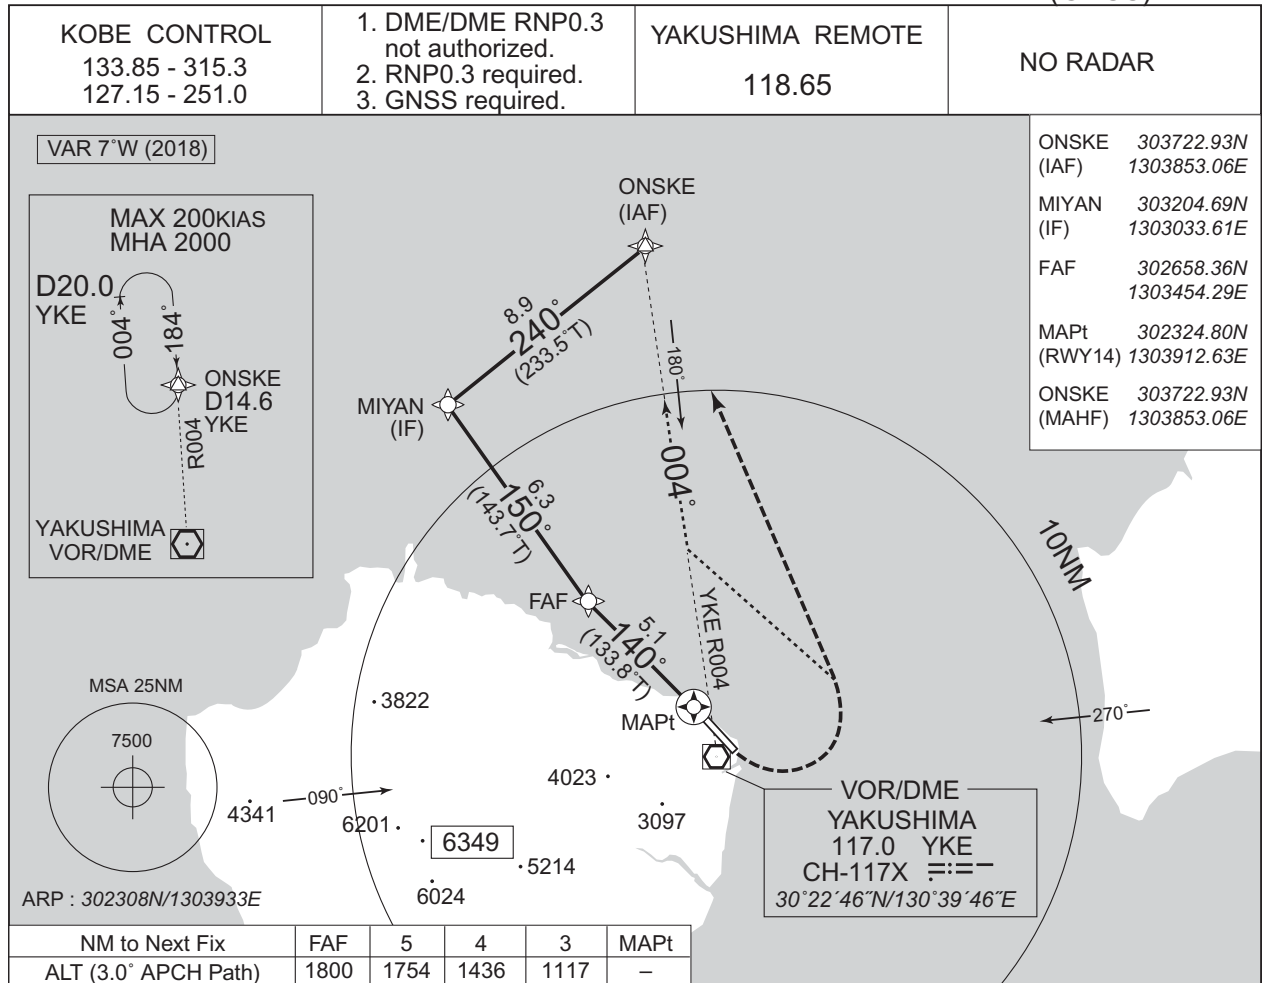 KOBE CONTROL
133.85 - 315.3
127.15 - 251.0
1. DME/DME RNP0.3
not authorized.
2. RNP0.3 required.
3. GNSS required.
YAKUSHIMA REMOTE
118.65
NO RADAR
VAR 7°W (2018)
ONSKE 303722.93N
(IAF) 1303853.06E
MIYAN 303204.69N
(IF) 1303033.61E
FAF 302658.36N
1303454.29E
MAPt 302324.80N
(RWY14) 1303912.63E
ONSKE 303722.93N
(MAHF) 1303853.06E
MAX 200KIAS
MHA 2000
D20.0
YKE
004°
184°
ONSKE
D14.6
YKE
R004
YAKUSHIMA
VOR/DME
ONSKE
(IAF)
8.9
240°
(233.5°T)
MIYAN
(IF)
180°
6.3
150°
(143.7°T)
004°
10NM
FAF
5.1
140°
(133.8°T)
YKE R004
MAPt
MSA 25NM
7500
3822
270°
4341
090°
4023
3097
6201
6349
5214
6024
VOR/DME
YAKUSHIMA
117.0 YKE
CH-117X
30°22´46˝N/130°39´46˝E
ARP : 302308N/1303933E
NM to Next Fix FAF 5 4 3 MAPt
ALT (3.0° APCH Path) 1800 1754 1436 1117 –